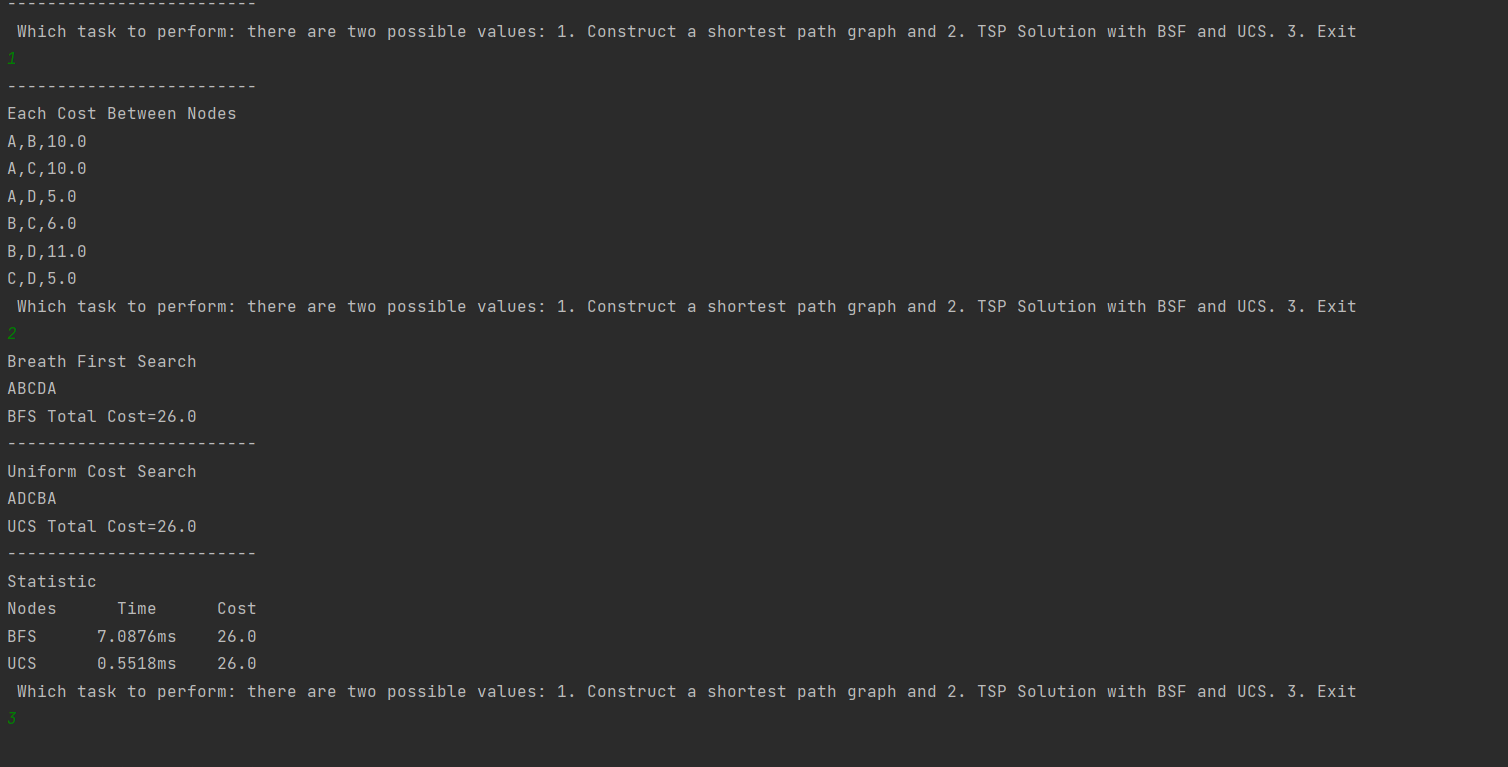 -------------------------
Which task to perform: there are two possible values: 1. Construct a shortest path graph and 2. TSP Solution with BSF and UCS. 3. Exit
1
-------------------------
Each Cost Between Nodes
A,B,10.0
A,C,10.0
A,D,5.0
B,C,6.0
B,D,11.0
C,D,5.0
Which task to perform: there are two possible values: 1. Construct a shortest path graph and 2. TSP Solution with BSF and UCS. 3. Exit
2
Breath First Search
ABCDA
BFS Total Cost=26.0
-------------------------
Uniform Cost Search
ADCBA
UCS Total Cost=26.0
-------------------------
Statistic
Nodes      Time      Cost
BFS      7.0876ms    26.0
UCS      0.5518ms    26.0
Which task to perform: there are two possible values: 1. Construct a shortest path graph and 2. TSP Solution with BSF and UCS. 3. Exit
3